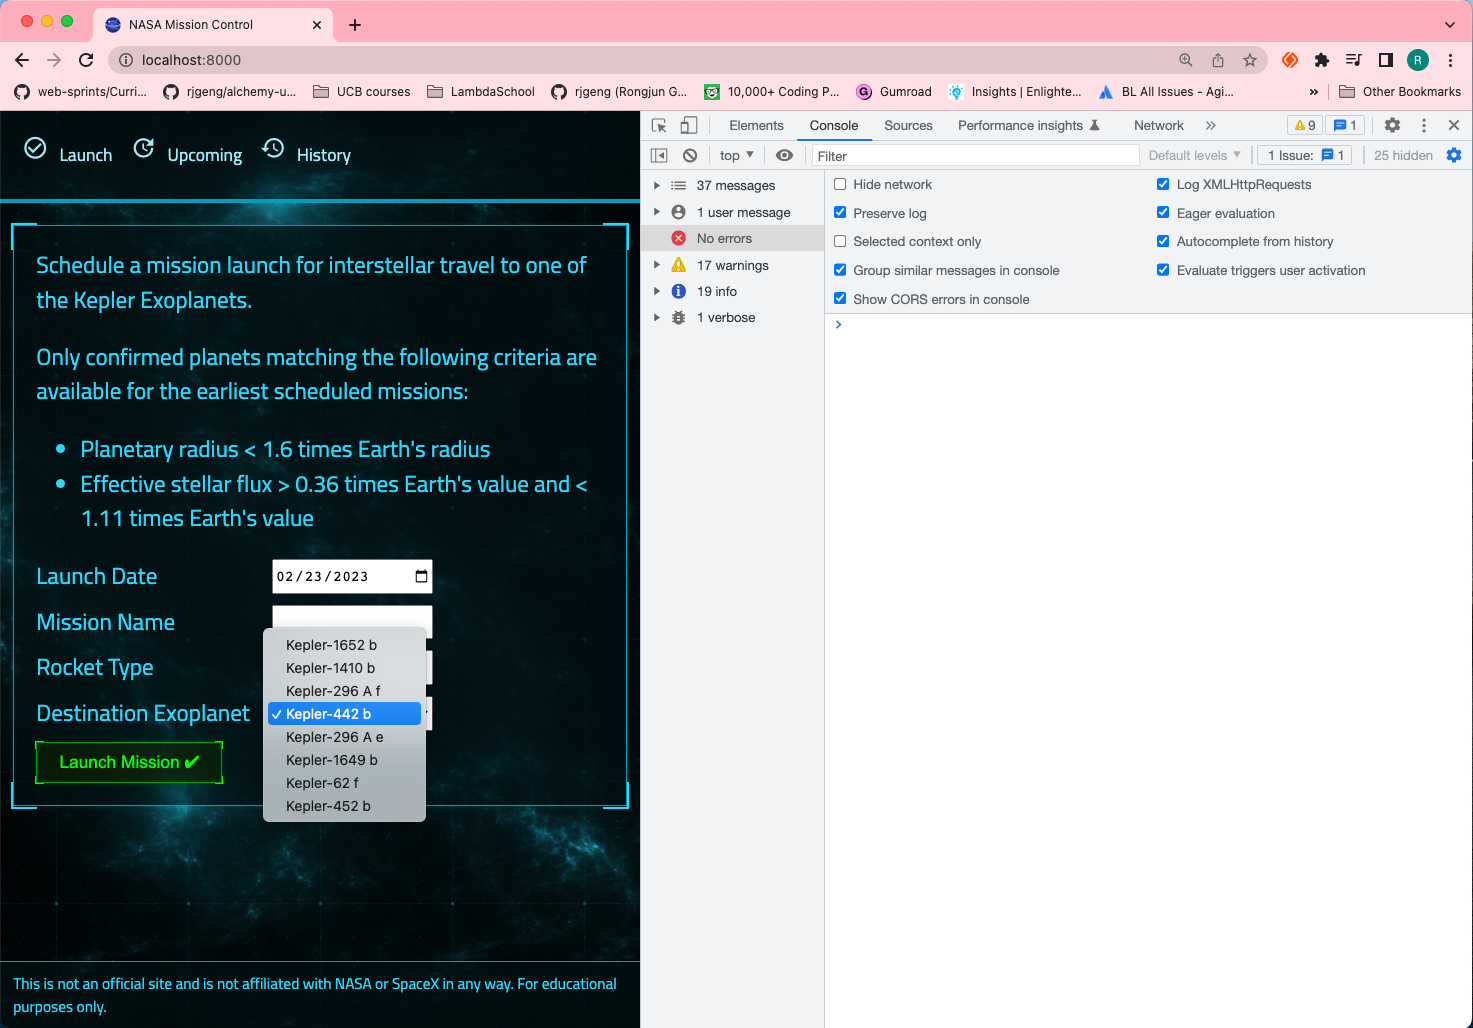 NASA Mission Control
localhost:8000
R
web-sprints/Curri...
rjgeng/alchemy-u...
UCB courses
LambdaSchool
rjgeng (Rongjun G...
10,000+ Coding P...
Gumroad
Insights | Enlighte...
BL All Issues - Agi...
»
Other Bookmarks
Launch
Upcoming
History
Schedule a mission launch for interstellar travel to one of
the Kepler Exoplanets.
Only confirmed planets matching the following criteria are
available for the earliest scheduled missions:
• Planetary radius < 1.6 times Earth's radius
• Effective stellar flux > 0.36 times Earth's value and <
1.11 times Earth's value
Launch Date
02/23/2023
Mission Name
Rocket Type
Destination Exoplanet
Kepler-1652 b
Kepler-1410 b
Kepler-296 A f
✓ Kepler-442 b
Kepler-296 A e
Kepler-1649 b
Kepler-62 f
Kepler-452 b
Launch Mission ✔
This is not an official site and is not affiliated with NASA or SpaceX in any way. For educational
purposes only.
Elements
Console
Sources
Performance insights
Network
»
9
1
top
Filter
Default levels
1 Issue:
1
25 hidden
37 messages
1 user message
No errors
17 warnings
19 info
1 verbose
Hide network
Preserve log
Selected context only
Group similar messages in console
Show CORS errors in console
Log XMLHttpRequests
Eager evaluation
Autocomplete from history
Evaluate triggers user activation